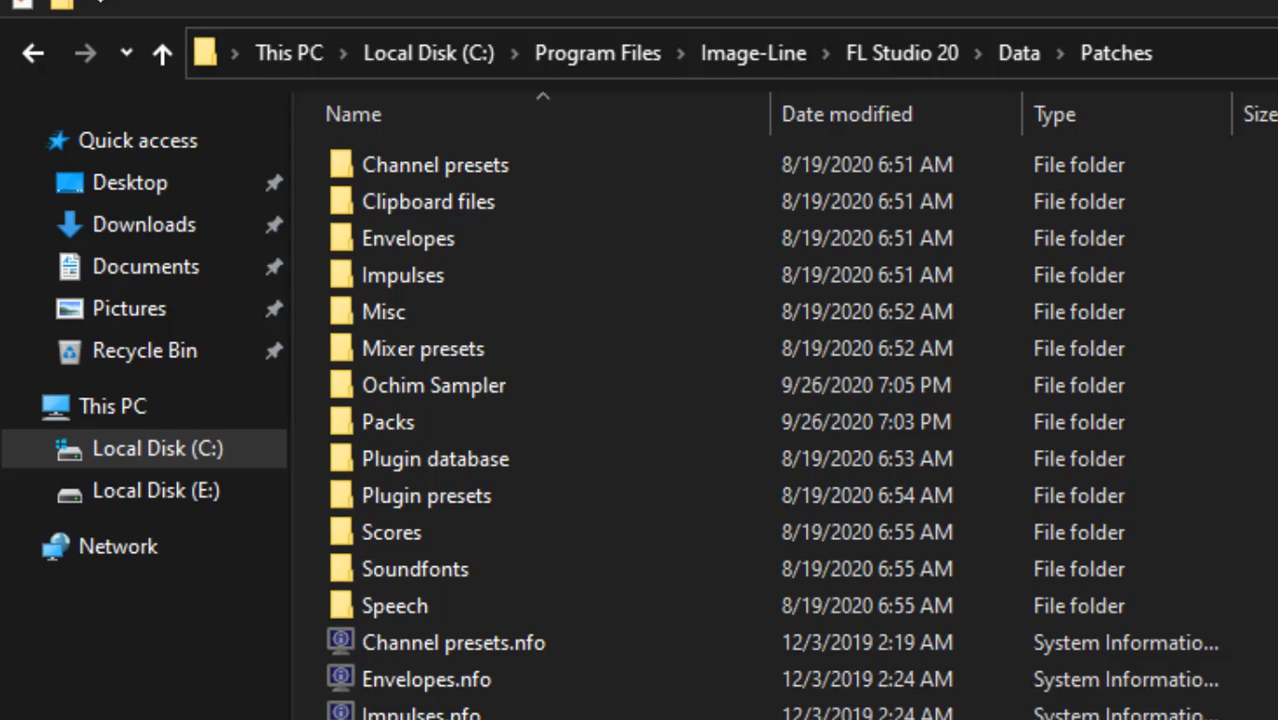 This PC > Local Disk (C:) > Program Files > Image-Line > FL Studio 20 > Data > Patches
Name Date modified Type Size
Quick access
Desktop
Downloads
Documents
Pictures
Recycle Bin
This PC
Local Disk (C:)
Local Disk (E:)
Network
Channel presets 8/19/2020 6:51 AM File folder
Clipboard files 8/19/2020 6:51 AM File folder
Envelopes 8/19/2020 6:51 AM File folder
Impulses 8/19/2020 6:51 AM File folder
Misc 8/19/2020 6:52 AM File folder
Mixer presets 8/19/2020 6:52 AM File folder
Ochim Sampler 9/26/2020 7:05 PM File folder
Packs 9/26/2020 7:03 PM File folder
Plugin database 8/19/2020 6:53 AM File folder
Plugin presets 8/19/2020 6:54 AM File folder
Scores 8/19/2020 6:55 AM File folder
Soundfonts 8/19/2020 6:55 AM File folder
Speech 8/19/2020 6:55 AM File folder
Channel presets.nfo 12/3/2019 2:19 AM System Informatio...
Envelopes.nfo 12/3/2019 2:24 AM System Informatio...
Impulses.nfo 12/3/2019 2:24 AM System Informatio...